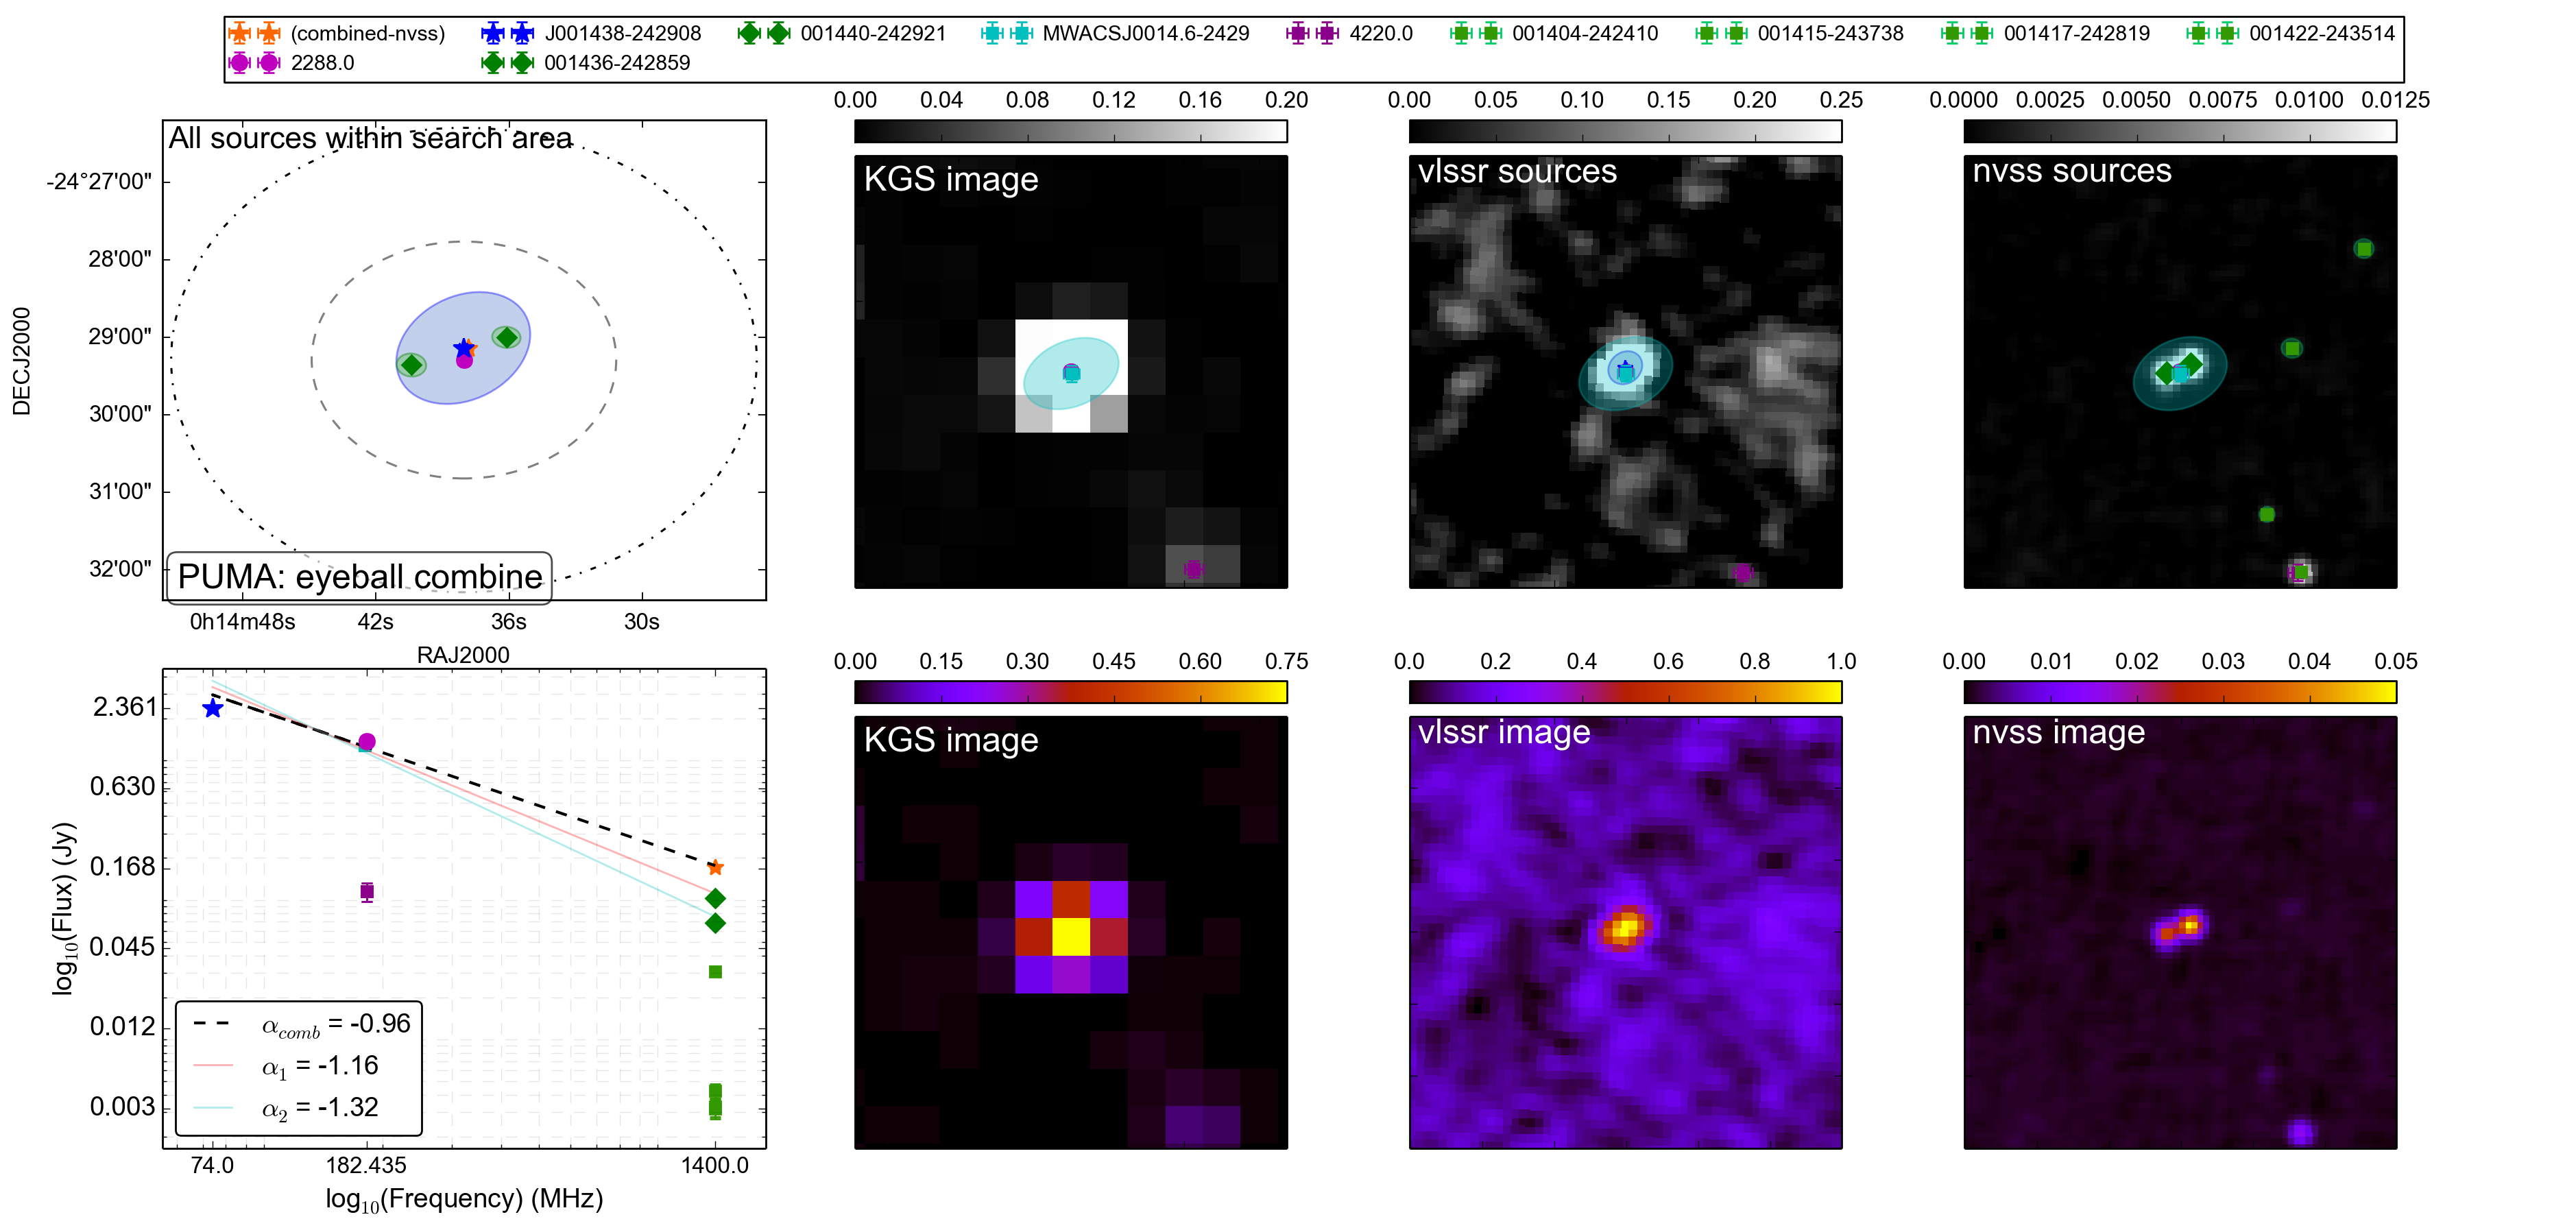 (combined-nvss) J001438-242908 001440-242921 MWACSJ0014.6-2429 4220.0 001404-242410 001415-243738 001417-242819 001422-243514
2288.0 001436-242859
All sources within search area
-24°27'00"
28'00"
29'00"
30'00"
31'00"
32'00"
DECJ2000
PUMA: eyeball combine
0h14m48s 42s 36s 30s
RAJ2000
0.00 0.04 0.08 0.12 0.16 0.20
KGS image
0.00 0.05 0.10 0.15 0.20 0.25
vlssr sources
0.0000 0.0025 0.0050 0.0075 0.0100 0.0125
nvss sources
2.361
0.630
0.168
0.045
0.012
0.003
log10(Flux) (Jy)
αcomb = -0.96
α1 = -1.16
α2 = -1.32
74.0 182.435 1400.0
log10(Frequency) (MHz)
0.00 0.15 0.30 0.45 0.60 0.75
KGS image
0.0 0.2 0.4 0.6 0.8 1.0
vlssr image
0.00 0.01 0.02 0.03 0.04 0.05
nvss image